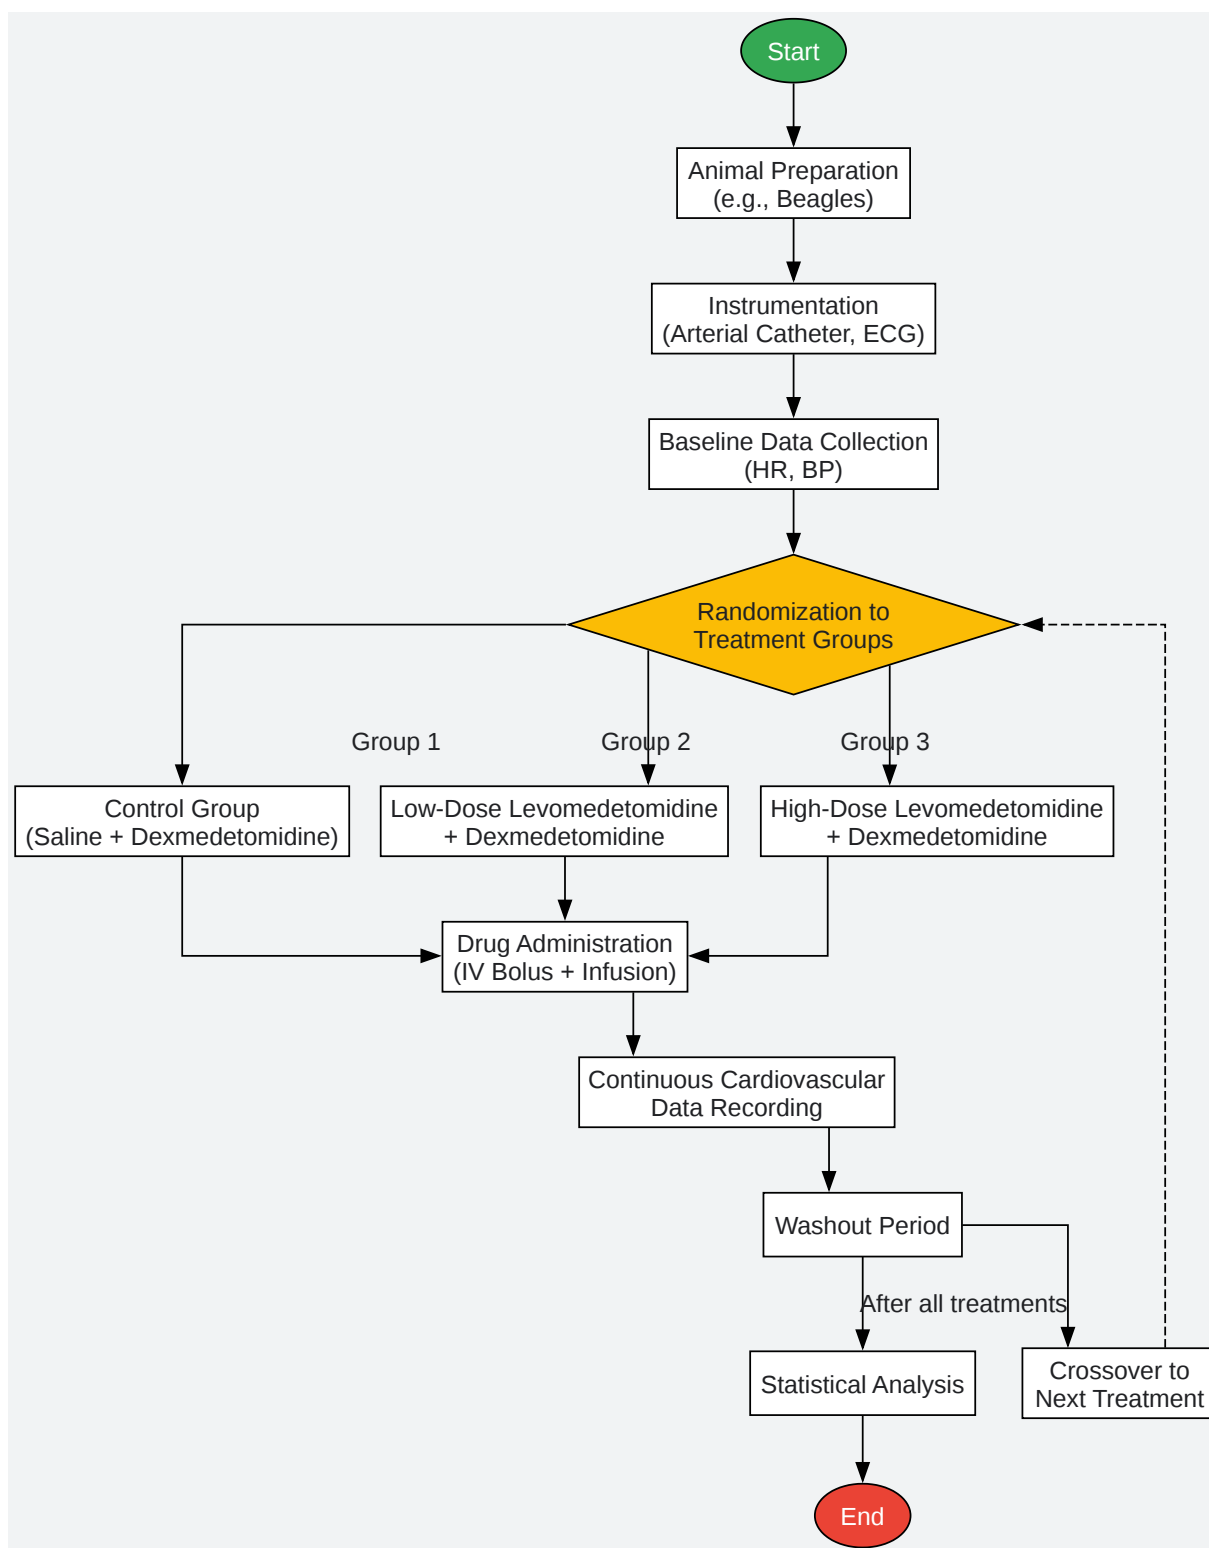 Start
Animal Preparation
(e.g., Beagles)
Instrumentation
(Arterial Catheter, ECG)
Baseline Data Collection
(HR, BP)
Randomization to
Treatment Groups
Group 1
Group 2
Group 3
Control Group
(Saline + Dexmedetomidine)
Low-Dose Levomedetomidine
+ Dexmedetomidine
High-Dose Levomedetomidine
+ Dexmedetomidine
Drug Administration
(IV Bolus + Infusion)
Continuous Cardiovascular
Data Recording
Washout Period
After all treatments
Statistical Analysis
Crossover to
Next Treatment
End